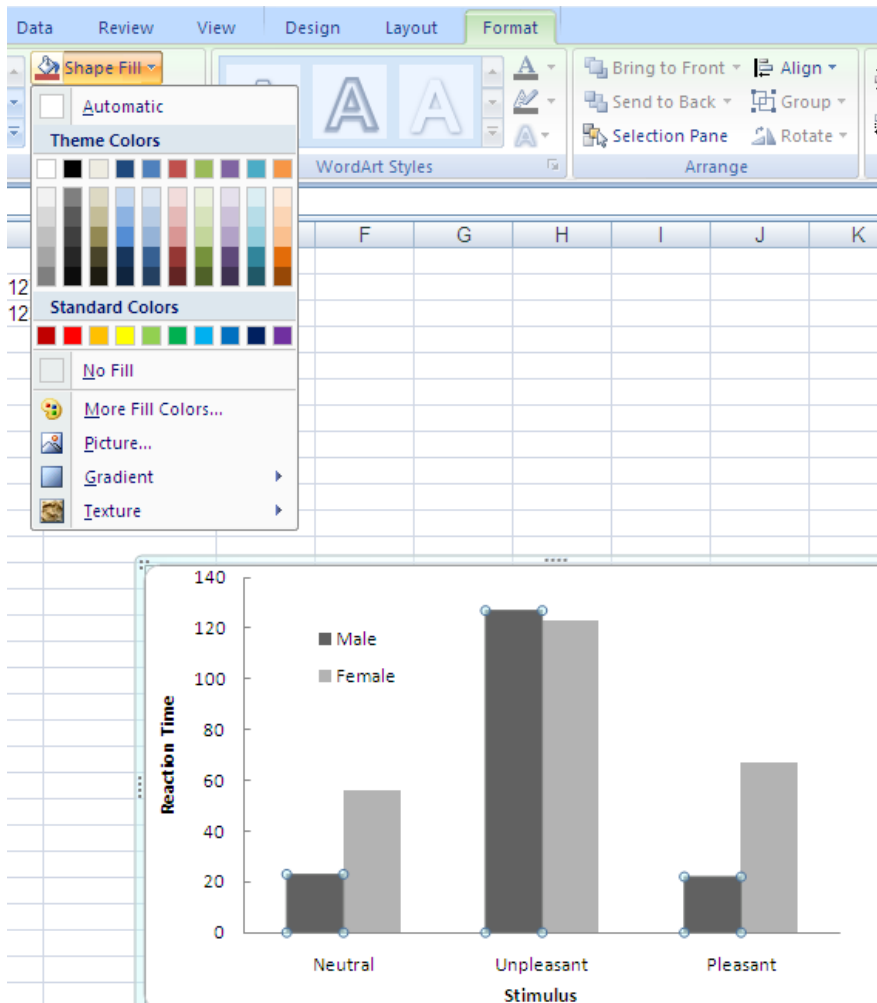 Data Review View Design Layout Format
Shape Fill A Bring to Front Align
Automatic A A Send to Back Group
Theme Colors A Selection Pane Rotate
WordArt Styles Arrange
F G H I J K
12
Standard Colors
12
No Fill
More Fill Colors...
Picture...
Gradient
Texture
140
120
100
80
60
40
20
0
Male
Female
Reaction Time
Neutral Unpleasant Pleasant
Stimulus